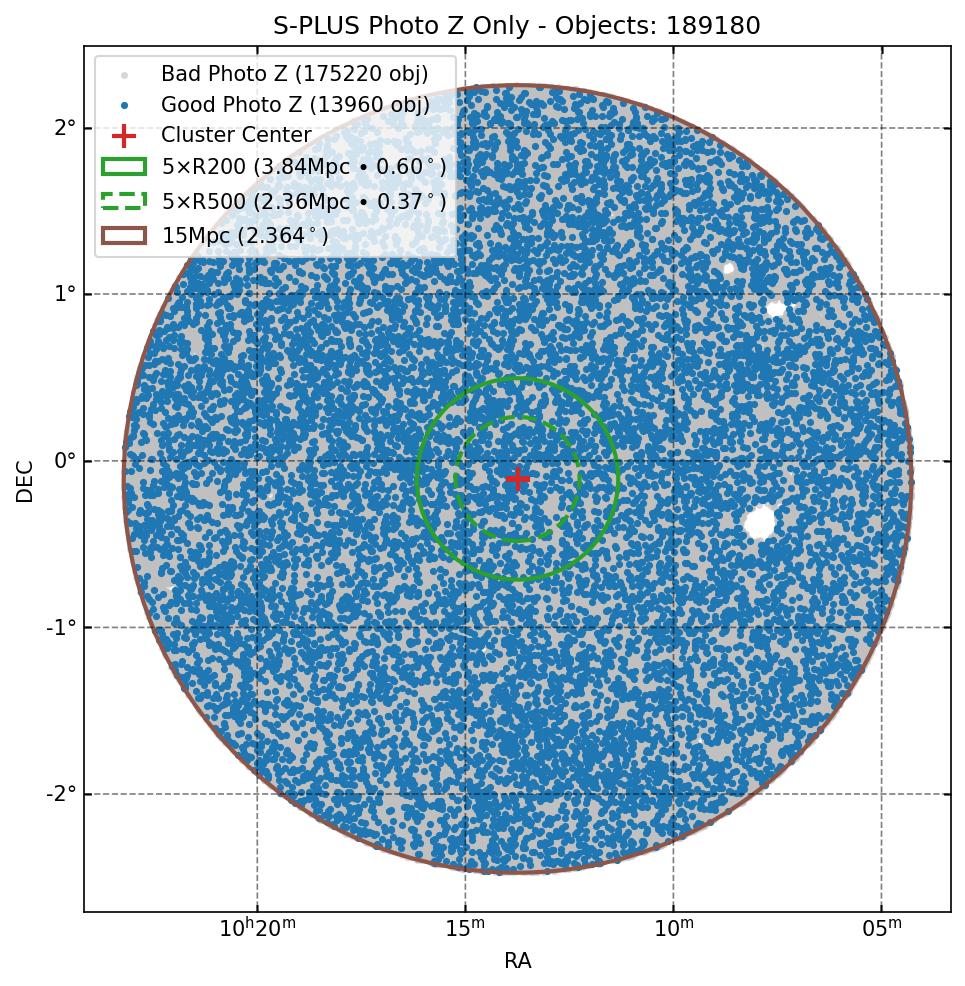 S-PLUS Photo Z Only - Objects: 189180
Bad Photo Z (175220 obj)
Good Photo Z (13960 obj)
Cluster Center
5×R200 (3.84Mpc • 0.60°)
5×R500 (2.36Mpc • 0.37°)
15Mpc (2.364°)
2°
1°
0°
-1°
-2°
DEC
10ʰ20ᵐ 15ᵐ 10ᵐ 05ᵐ
RA